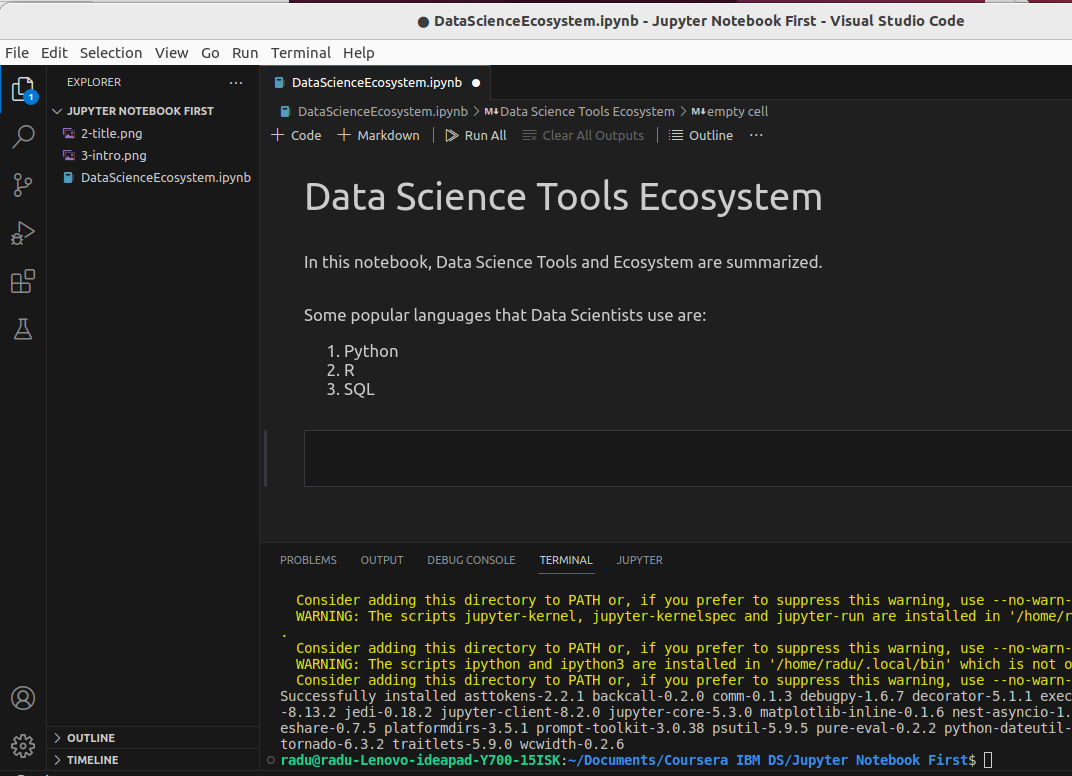 ● DataScienceEcosystem.ipynb - Jupyter Notebook First - Visual Studio Code
File Edit Selection View Go Run Terminal Help
EXPLORER ...
JUPYTER NOTEBOOK FIRST
2-title.png
3-intro.png
DataScienceEcosystem.ipynb
1
OUTLINE
TIMELINE
DataScienceEcosystem.ipynb ●
DataScienceEcosystem.ipynb > M↓Data Science Tools Ecosystem > M↓empty cell
+ Code + Markdown | Run All Clear All Outputs | Outline ...
Data Science Tools Ecosystem
In this notebook, Data Science Tools and Ecosystem are summarized.
Some popular languages that Data Scientists use are:
1. Python
2. R
3. SQL
PROBLEMS OUTPUT DEBUG CONSOLE TERMINAL JUPYTER
Consider adding this directory to PATH or, if you prefer to suppress this warning, use --no-warn-
WARNING: The scripts jupyter-kernel, jupyter-kernelspec and jupyter-run are installed in '/home/r
.
Consider adding this directory to PATH or, if you prefer to suppress this warning, use --no-warn-
WARNING: The scripts ipython and ipython3 are installed in '/home/radu/.local/bin' which is not o
Consider adding this directory to PATH or, if you prefer to suppress this warning, use --no-warn-
Successfully installed asttokens-2.2.1 backcall-0.2.0 comm-0.1.3 debugpy-1.6.7 decorator-5.1.1 exec
-8.13.2 jedi-0.18.2 jupyter-client-8.2.0 jupyter-core-5.3.0 matplotlib-inline-0.1.6 nest-asyncio-1.
eshare-0.7.5 platformdirs-3.5.1 prompt-toolkit-3.0.38 psutil-5.9.5 pure-eval-0.2.2 python-dateutil-
tornado-6.3.2 traitlets-5.9.0 wcwidth-0.2.6
radu@radu-Lenovo-ideapad-Y700-15ISK:~/Documents/Coursera IBM DS/Jupyter Notebook First$